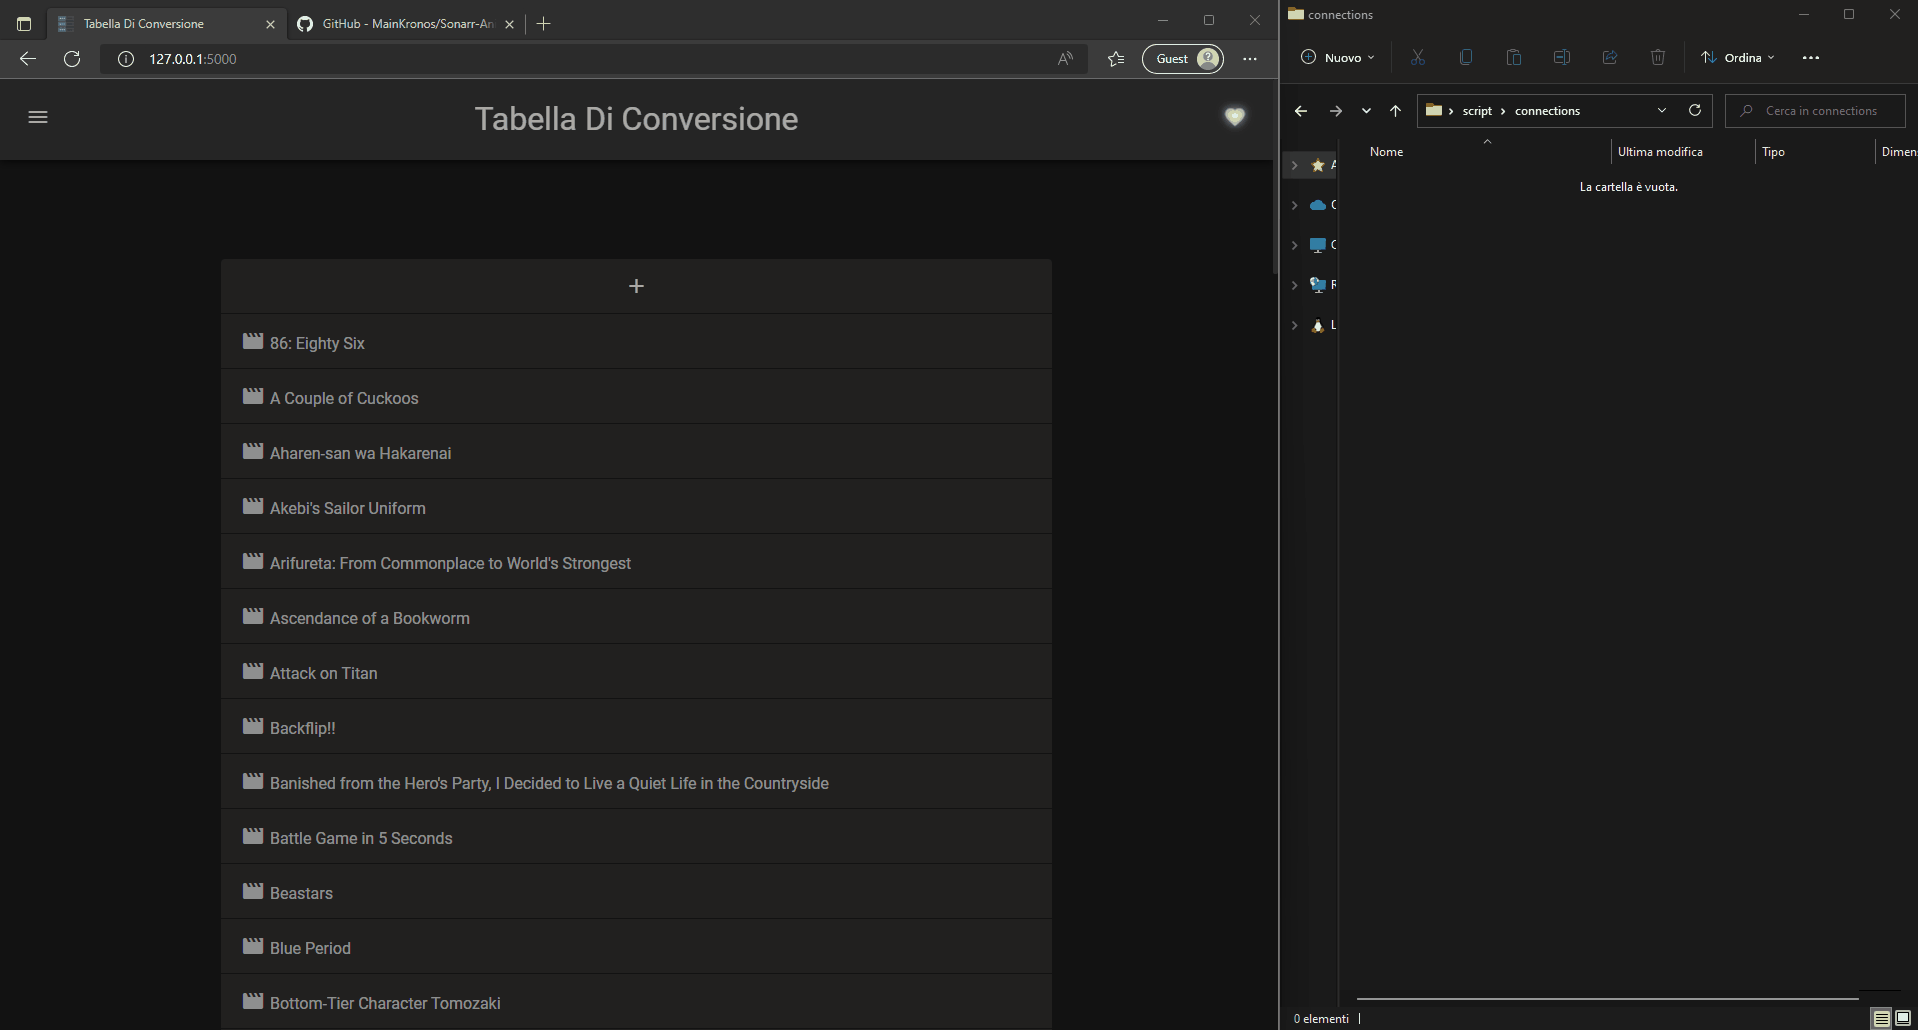 Tabella Di Conversione
GitHub - MainKronos/Sonarr-An
127.0.0.1:5000
Guest
Tabella Di Conversione
+
86: Eighty Six
A Couple of Cuckoos
Aharen-san wa Hakarenai
Akebi's Sailor Uniform
Arifureta: From Commonplace to World's Strongest
Ascendance of a Bookworm
Attack on Titan
Backflip!!
Banished from the Hero's Party, I Decided to Live a Quiet Life in the Countryside
Battle Game in 5 Seconds
Beastars
Blue Period
Bottom-Tier Character Tomozaki
connections
Nuovo
Ordina
script › connections
Cerca in connections
Nome
Ultima modifica
Tipo
Dimen
La cartella è vuota.
A
C
C
R
L
0 elementi